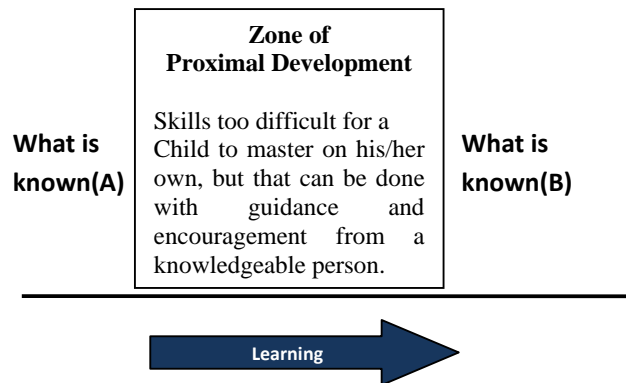 Zone of
Proximal Development
Skills too difficult for a
Child to master on his/her
own, but that can be done
with guidance and
encouragement from a
knowledgeable person.
What is
known(A)
What is
known(B)
Learning